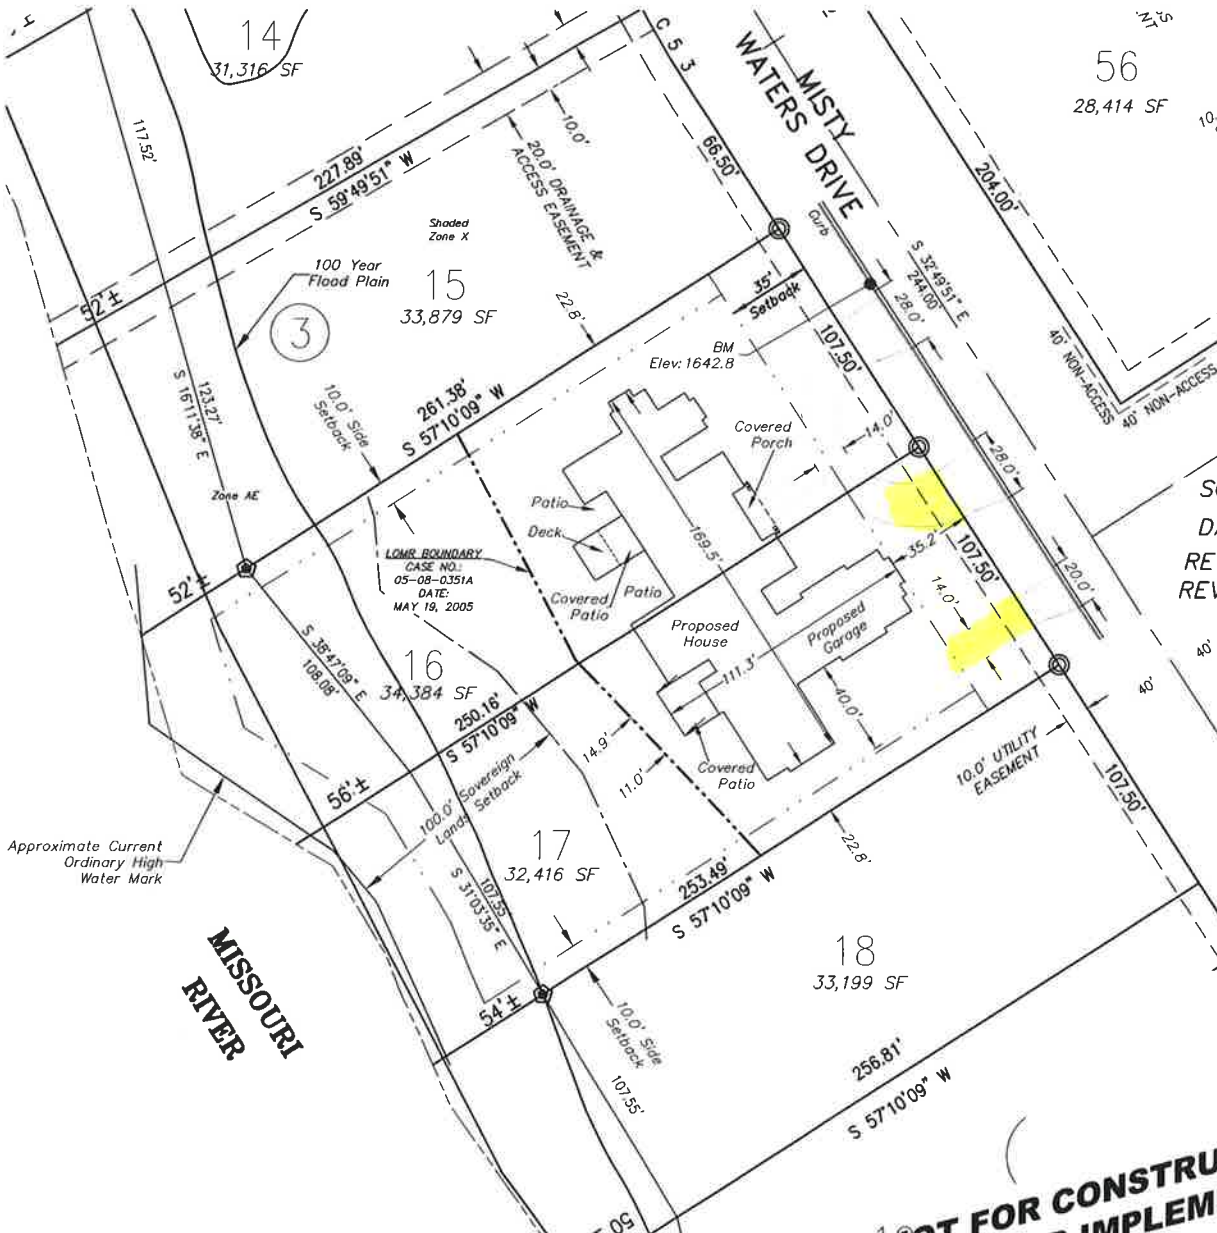 14
31,316 SF
56
28,414 SF
C 5 3
MISTY
WATERS DRIVE
117.52'
227.89'
S 59°49'51" W
10.0'
20.0' DRAINAGE &
ACCESS EASEMENT
66.50'
204.00'
Curb
S 32°49'51" E
244.00'
28.0'
Shaded
Zone X
100 Year
Flood Plain
15
33,879 SF
3
52'±
22.8'
35'
Setback
BM
Elev: 1642.8
107.50'
40' NON-ACCESS
40' NON-ACCESS
123.27'
S 16°11'38" E
10.0' Side
Setback
261.38'
S 57°10'09" W
Covered
Porch
14.0'
28.0'
Zone AE
Patio
Deck
169.5'
LOMR BOUNDARY
CASE NO.:
05-08-0351A
DATE:
MAY 19, 2005
Covered
Patio
Patio
35.2'
107.50'
20.0'
14.0'
52'±
Proposed
House
Proposed
Garage
111.3'
40.0'
40'
40'
S 38°47'09" E
108.08'
16
34,384 SF
250.16'
S 57°10'09" W
14.9'
11.0'
Covered
Patio
10.0' UTILITY
EASEMENT
107.50'
56'±
100.0' Sovereign
Lands Setback
Approximate Current
Ordinary High
Water Mark
17
32,416 SF
22.8'
253.49'
S 57°10'09" W
107.55'
S 31°03'35" E
MISSOURI
RIVER
18
33,199 SF
54'±
10.0' Side
Setback
107.55'
256.81'
S 57°10'09" W
50
OT FOR CONSTRU
IMPLEM